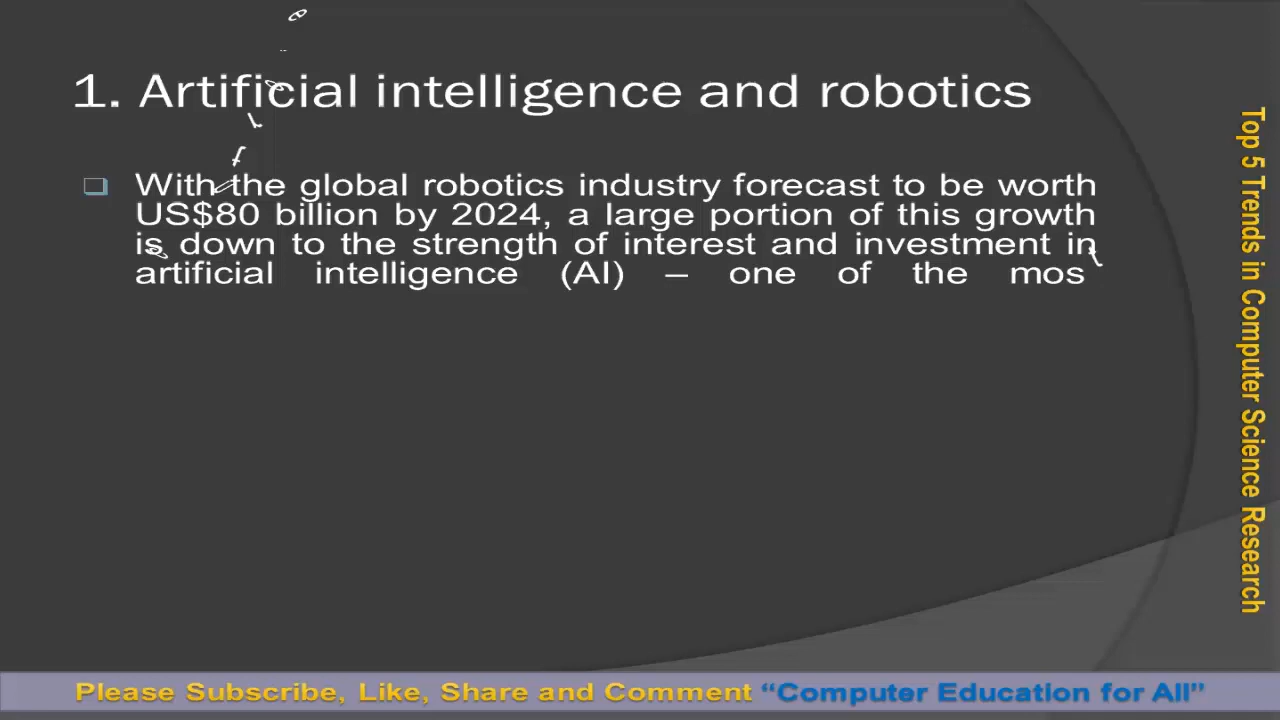 1. Artificial intelligence and robotics
❑ With the global robotics industry forecast to be worth
US$80 billion by 2024, a large portion of this growth
is down to the strength of interest and investment in
artificial intelligence (AI) – one of the mos
Top 5 Trends in Computer Science Research
Please Subscribe, Like, Share and Comment “Computer Education for All”